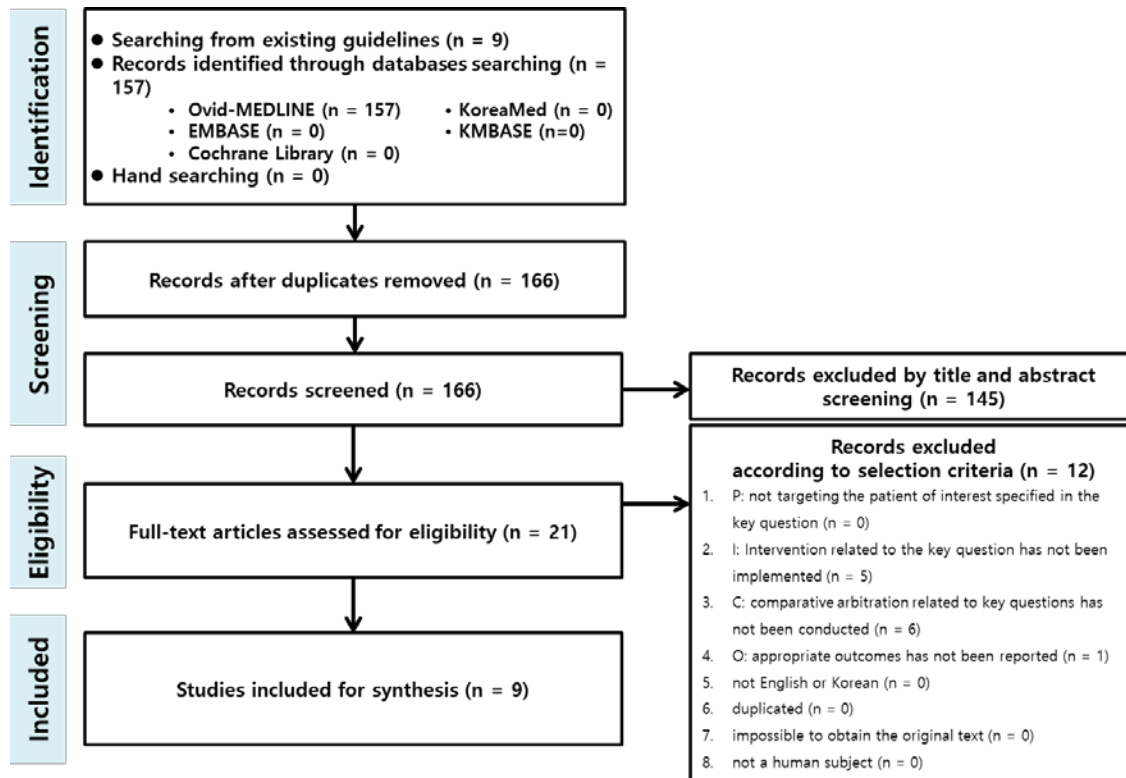 Identification
● Searching from existing guidelines (n = 9)
● Records identified through databases searching (n =
157)
• Ovid-MEDLINE (n = 157) • KoreaMed (n = 0)
• EMBASE (n = 0) • KMBASE (n=0)
• Cochrane Library (n = 0)
● Hand searching (n = 0)
Screening
Records after duplicates removed (n = 166)
Records screened (n = 166)
Records excluded by title and abstract
screening (n = 145)
Eligibility
Full-text articles assessed for eligibility (n = 21)
Records excluded
according to selection criteria (n = 12)
1. P: not targeting the patient of interest specified in the
key question (n = 0)
2. I: Intervention related to the key question has not been
implemented (n = 5)
3. C: comparative arbitration related to key questions has
not been conducted (n = 6)
4. O: appropriate outcomes has not been reported (n = 1)
5. not English or Korean (n = 0)
6. duplicated (n = 0)
7. impossible to obtain the original text (n = 0)
8. not a human subject (n = 0)
Included
Studies included for synthesis (n = 9)